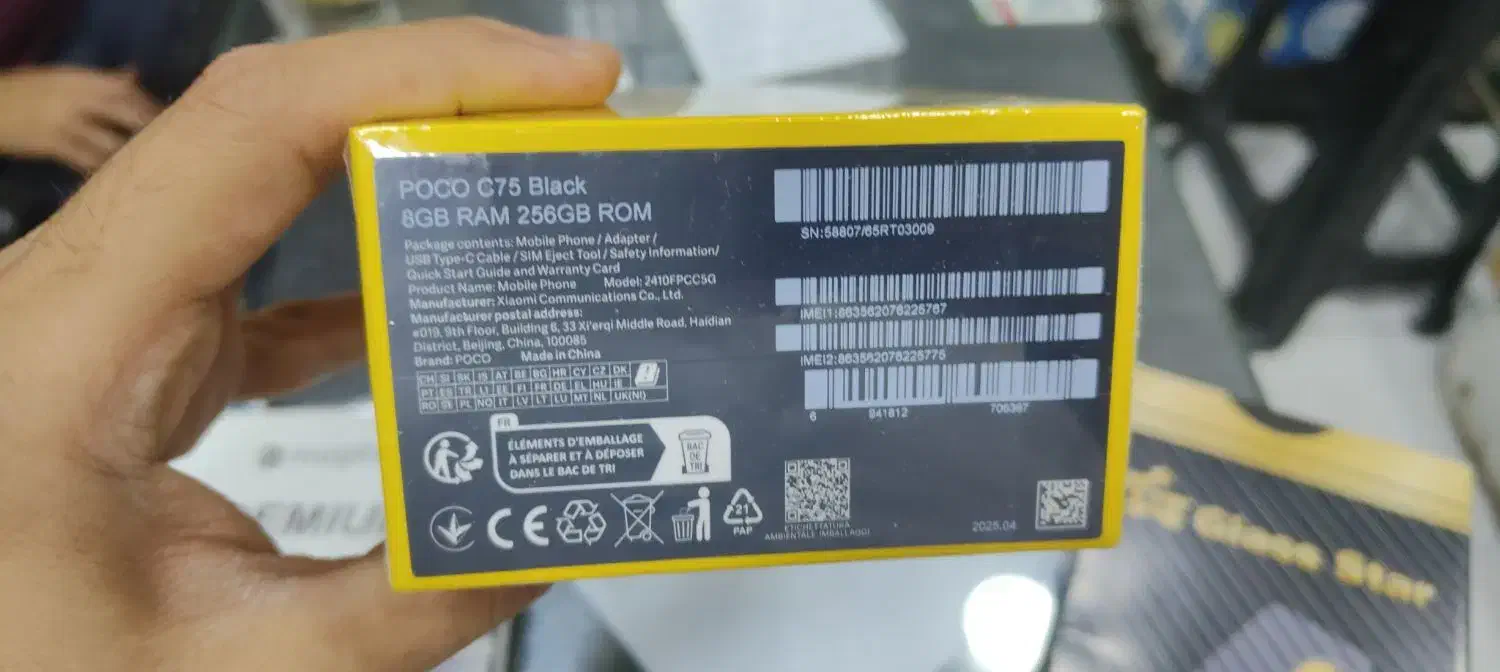 POCO C75 Black
8GB RAM 256GB ROM
Package contents: Mobile Phone / Adapter /
USB Type-C Cable / SIM Eject Tool / Safety Information/
Quick Start Guide and Warranty Card
Product Name: Mobile Phone Model: 2410FPCC5G
Manufacturer: Xiaomi Communications Co., Ltd.
Manufacturer postal address:
#019, 9th Floor, Building 6, 33 Xi'erqi Middle Road, Haidian
District, Beijing, China, 100085
Brand: POCO Made in China
CH SI SK IS AT BE BG HR CY CZ DK
PT ES TR LI EE FI FR DE EL HU IE
RO SE PL NO IT LV LT LU MT NL UK(NI)
FR
ÉLÉMENTS D'EMBALLAGE
À SÉPARER ET À DÉPOSER
DANS LE BAC DE TRI
BAC
DE
TRI
CE
21
PAP
SN:58807/65RT03009
IMEI1:863562076225767
IMEI2:863562076225775
6 941812 706367
ETICHETTATURA
AMBIENTALE (IMBALLAGGI)
2025.04
EMIU
Glass Star